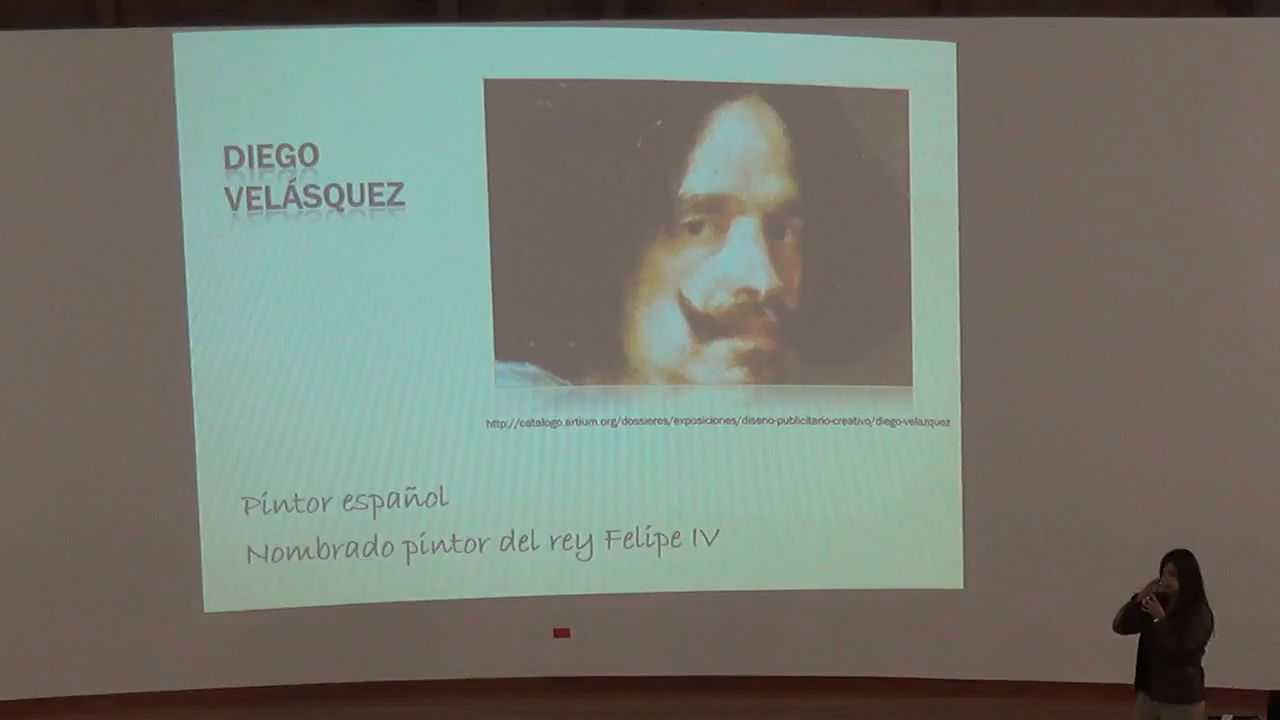 DIEGO
VELÁSQUEZ
http://catalogo.artium.org/dossieres/exposiciones/diseno-publicitario-creativo/diego-velazquez
Pintor español
Nombrado pintor del rey Felipe IV